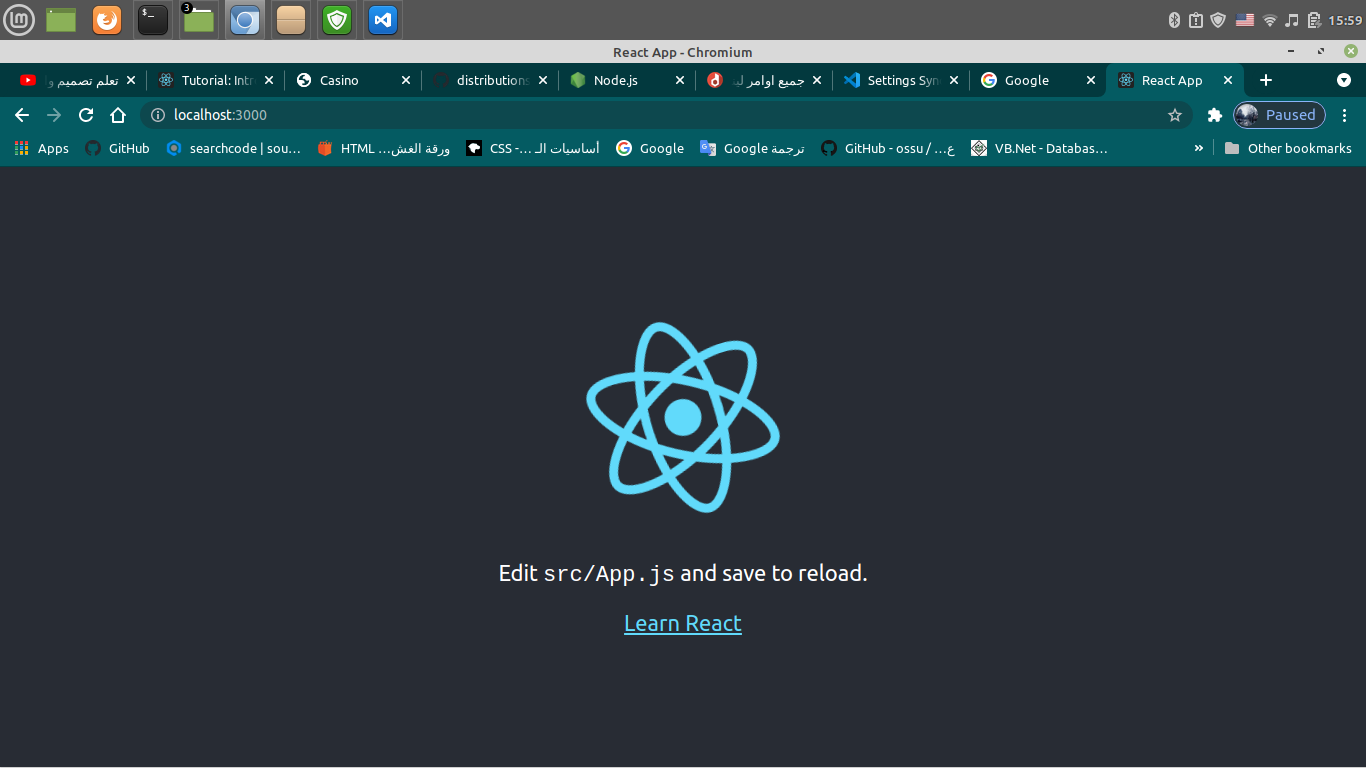 3
15:59
React App - Chromium
تعلم تصميم
Tutorial: Intr
Casino
distributions
Node.js
جميع اوامر
Settings Syn
Google
React App
localhost:3000
Paused
Apps
GitHub
searchcode | sou…
HTML …ورقة الغش
CSS - … أساسيات الـ
Google
Google ترجمة
GitHub - ossu / …ع
VB.Net - Databas…
»
Other bookmarks
Edit src/App.js and save to reload.
Learn React